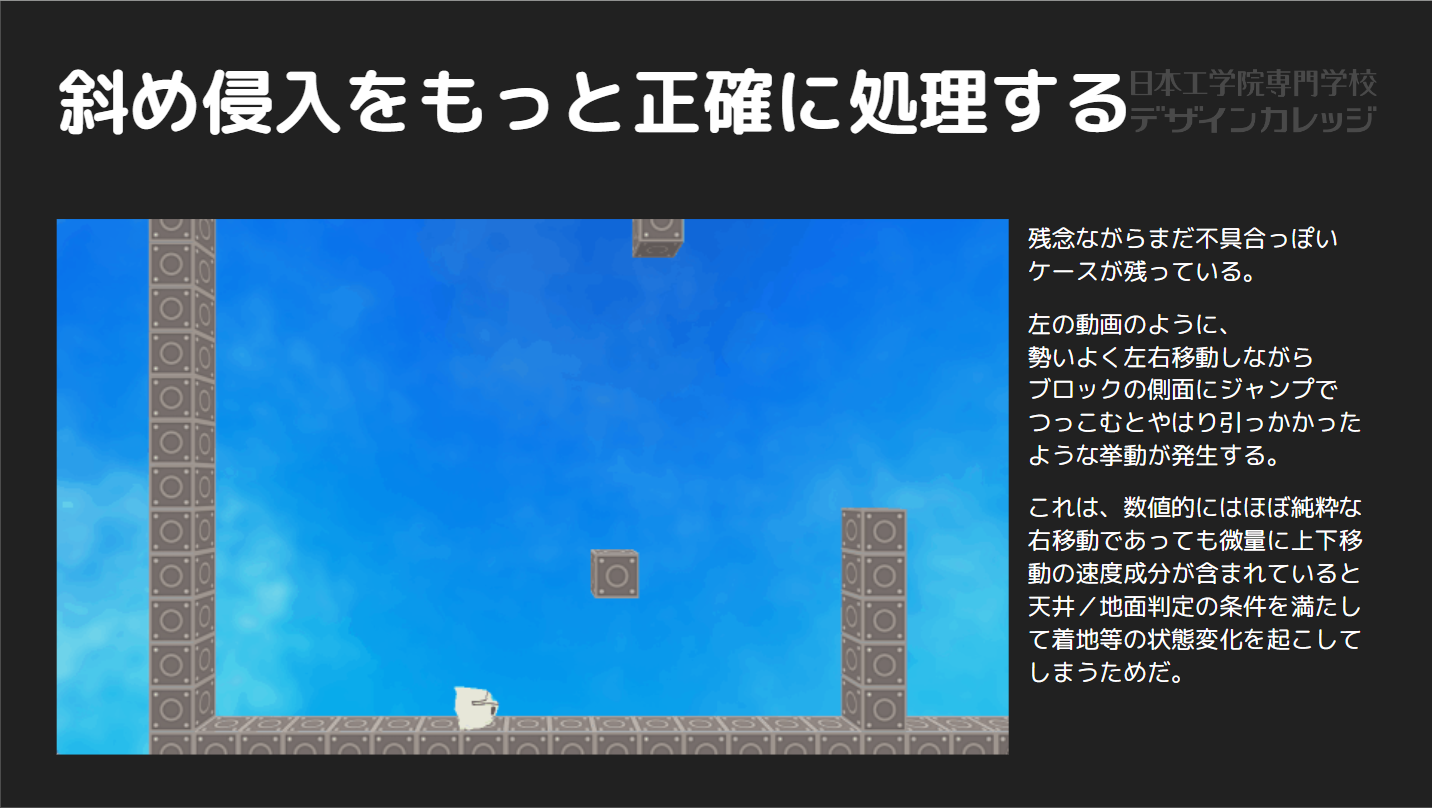 斜め侵入をもっと正確に処理する
日本工学院専門学校
デザインカレッジ
残念ながらまだ不具合っぽい
ケースが残っている。
左の動画のように、
勢いよく左右移動しながら
ブロックの側面にジャンプで
つっこむとやはり引っかかった
ような挙動が発生する。
これは、数値的にはほぼ純粋な
右移動であっても微量に上下移
動の速度成分が含まれていると
天井／地面判定の条件を満たし
て着地等の状態変化を起こして
しまうためだ。